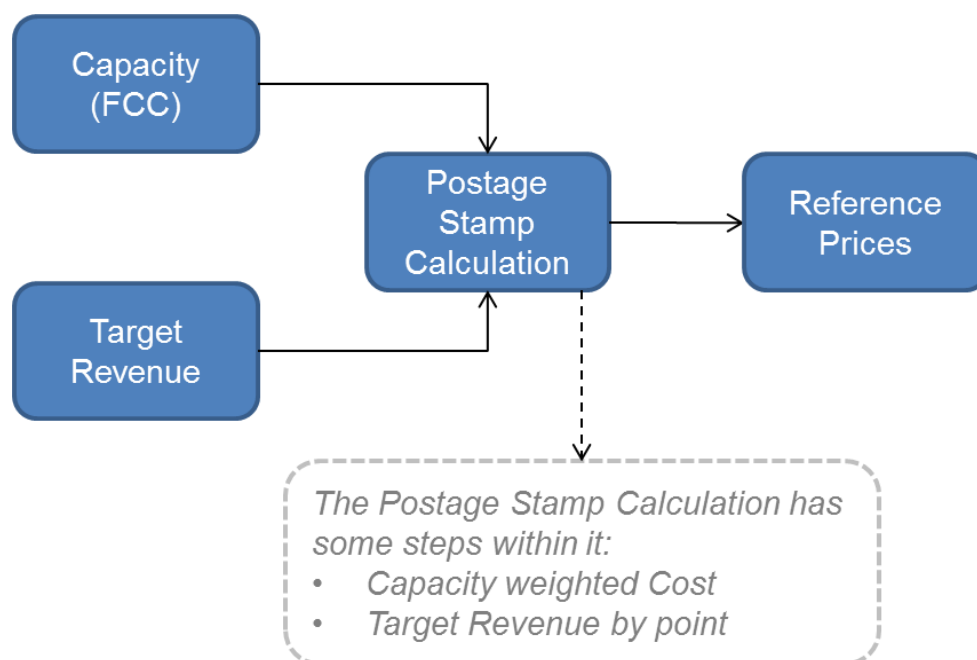 Capacity
(FCC)
Postage
Stamp
Calculation
Reference
Prices
Target
Revenue
The Postage Stamp Calculation has
some steps within it:
• Capacity weighted Cost
• Target Revenue by point